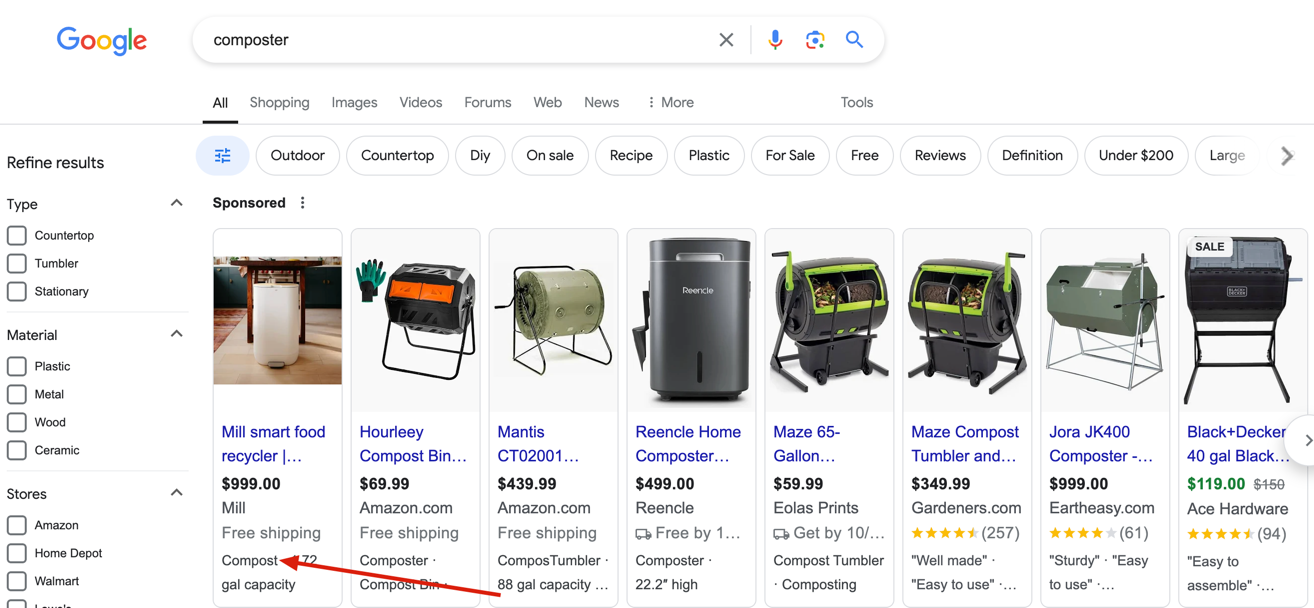 Google
composter
All Shopping Images Videos Forums Web News More Tools
Outdoor Countertop Diy On sale Recipe Plastic For Sale Free Reviews Definition Under $200 Large
Refine results
Type
Countertop
Tumbler
Stationary
Material
Plastic
Metal
Wood
Ceramic
Stores
Amazon
Home Depot
Walmart
Lowe's
Sponsored
Mill smart food
recycler |...
$999.00
Mill
Free shipping
Compost 72
gal capacity
Hourleey
Compost Bin...
$69.99
Amazon.com
Free shipping
Composter ·
Compost Bin ·
Mantis
CT02001...
$439.99
Amazon.com
Free shipping
ComposTumbler ·
88 gal capacity ...
Reencle
Reencle Home
Composter...
$499.00
Reencle
Free by 1...
Composter ·
22.2″ high
Maze 65-
Gallon...
$59.99
Eolas Prints
Get by 10/...
Compost Tumbler
· Composting
Maze Compost
Tumbler and...
$349.99
Gardeners.com
(257)
"Well made" ·
"Easy to use" ·...
Jora JK400
Composter -...
$999.00
Eartheasy.com
(61)
"Sturdy" · "Easy
to use" ·...
SALE
BLACK+
DECKER
Black+Decker
40 gal Black...
$119.00 $150
Ace Hardware
(94)
"Easy to
assemble" ·...